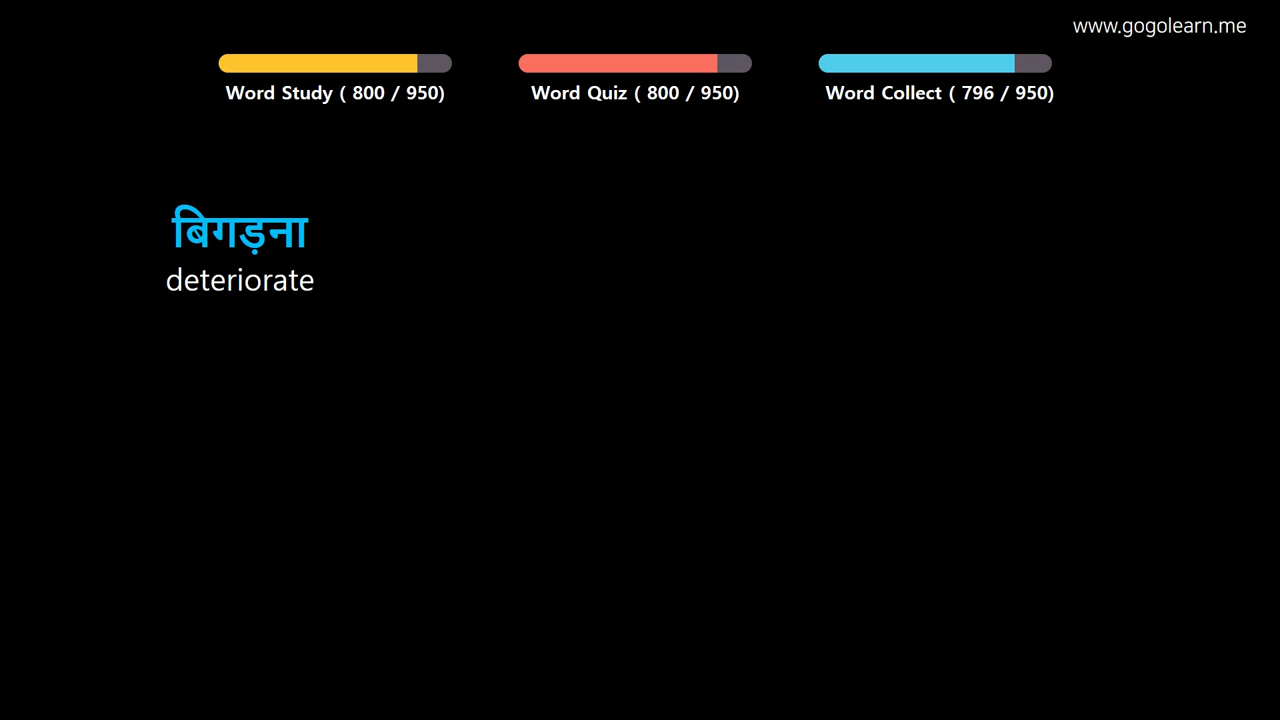 www.gogolearn.me
Word Study ( 800 / 950)
Word Quiz ( 800 / 950)
Word Collect ( 796 / 950)
बिगड़ना
deteriorate